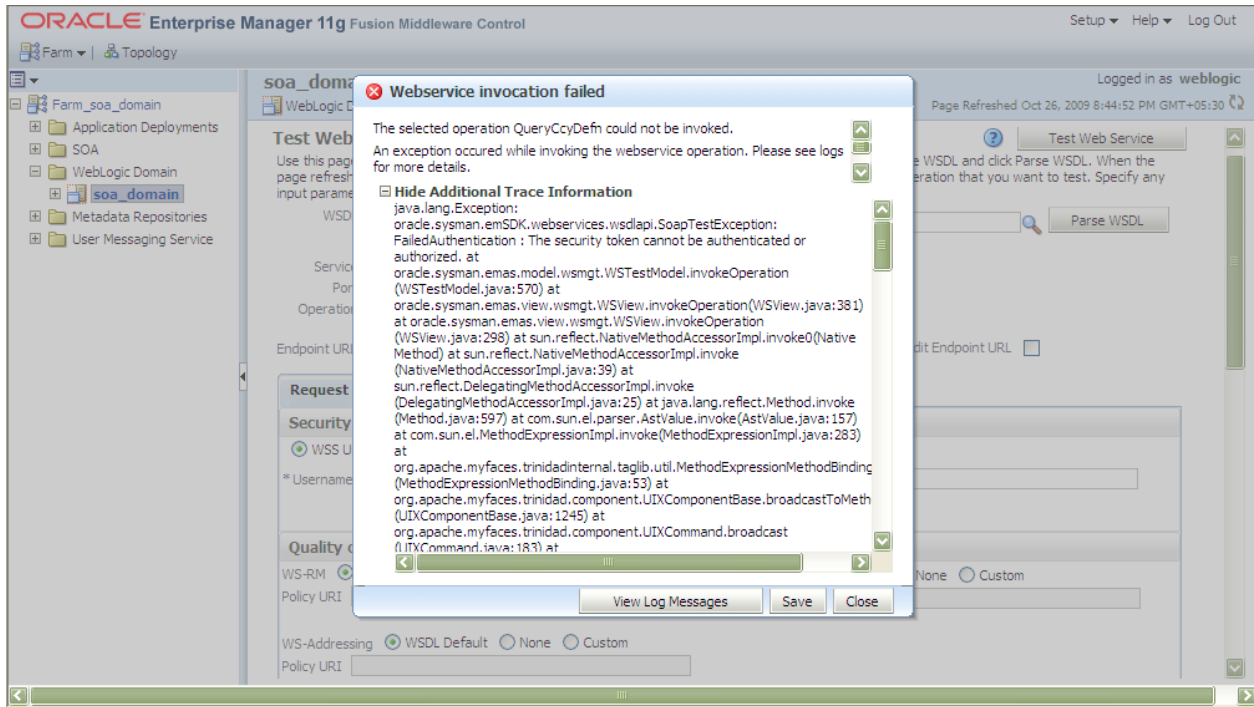 ORACLE Enterprise Manager 11g Fusion Middleware Control
Setup Help Log Out
Farm | Topology
soa_doma
Logged in as weblogic
WebLogic D
Page Refreshed Oct 26, 2009 8:44:52 PM GMT+05:30
Farm_soa_domain
Application Deployments
SOA
WebLogic Domain
soa_domain
Metadata Repositories
User Messaging Service
Test Web
? Test Web Service
Use this pag
e WSDL and click Parse WSDL. When the
page refresh
eration that you want to test. Specify any
input parame
WSD
Parse WSDL
Servic
Por
Operatio
Endpoint URL
dit Endpoint URL
Request
Security
WSS U
* Username
Quality o
WS-RM
None Custom
Policy URI
WS-Addressing WSDL Default None Custom
Policy URI
Webservice invocation failed
The selected operation QueryCcyDefn could not be invoked.
An exception occured while invoking the webservice operation. Please see logs
for more details.
Hide Additional Trace Information
java.lang.Exception:
oracle.sysman.emSDK.webservices.wsdlapi.SoapTestException:
FailedAuthentication : The security token cannot be authenticated or
authorized. at
oracle.sysman.emas.model.wsmgt.WSTestModel.invokeOperation
(WSTestModel.java:570) at
oracle.sysman.emas.view.wsmgt.WSView.invokeOperation(WSView.java:381)
at oracle.sysman.emas.view.wsmgt.WSView.invokeOperation
(WSView.java:298) at sun.reflect.NativeMethodAccessorImpl.invoke0(Native
Method) at sun.reflect.NativeMethodAccessorImpl.invoke
(NativeMethodAccessorImpl.java:39) at
sun.reflect.DelegatingMethodAccessorImpl.invoke
(DelegatingMethodAccessorImpl.java:25) at java.lang.reflect.Method.invoke
(Method.java:597) at com.sun.el.parser.AstValue.invoke(AstValue.java:157)
at com.sun.el.MethodExpressionImpl.invoke(MethodExpressionImpl.java:283)
at
org.apache.myfaces.trinidadinternal.taglib.util.MethodExpressionMethodBinding
(MethodExpressionMethodBinding.java:53) at
org.apache.myfaces.trinidad.component.UIXComponentBase.broadcastToMeth
(UIXComponentBase.java:1245) at
org.apache.myfaces.trinidad.component.UIXCommand.broadcast
(UIXCommand.java:183) at
View Log Messages Save Close